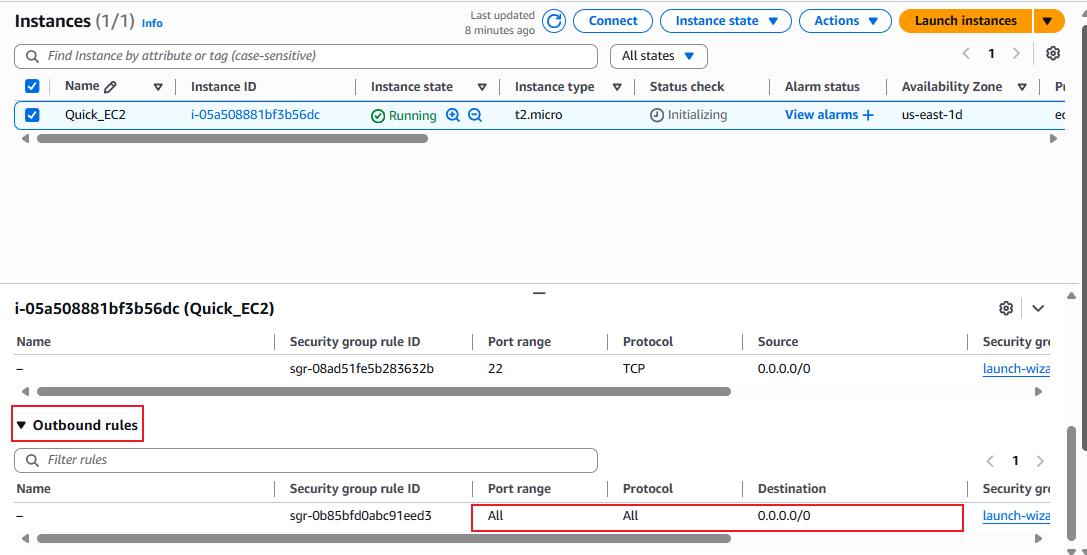 Instances (1/1) Info
Last updated
8 minutes ago
Connect
Instance state
Actions
Launch instances
Find Instance by attribute or tag (case-sensitive)
All states
1
Name Instance ID Instance state Instance type Status check Alarm status Availability Zone
Quick_EC2 i-05a508881bf3b56dc Running t2.micro Initializing View alarms + us-east-1d
i-05a508881bf3b56dc (Quick_EC2)
Name Security group rule ID Port range Protocol Source Security gro
– sgr-08ad51fe5b283632b 22 TCP 0.0.0.0/0 launch-wiza
Outbound rules
Filter rules
1
Name Security group rule ID Port range Protocol Destination Security gro
– sgr-0b85bfd0abc91eed3 All All 0.0.0.0/0 launch-wiza